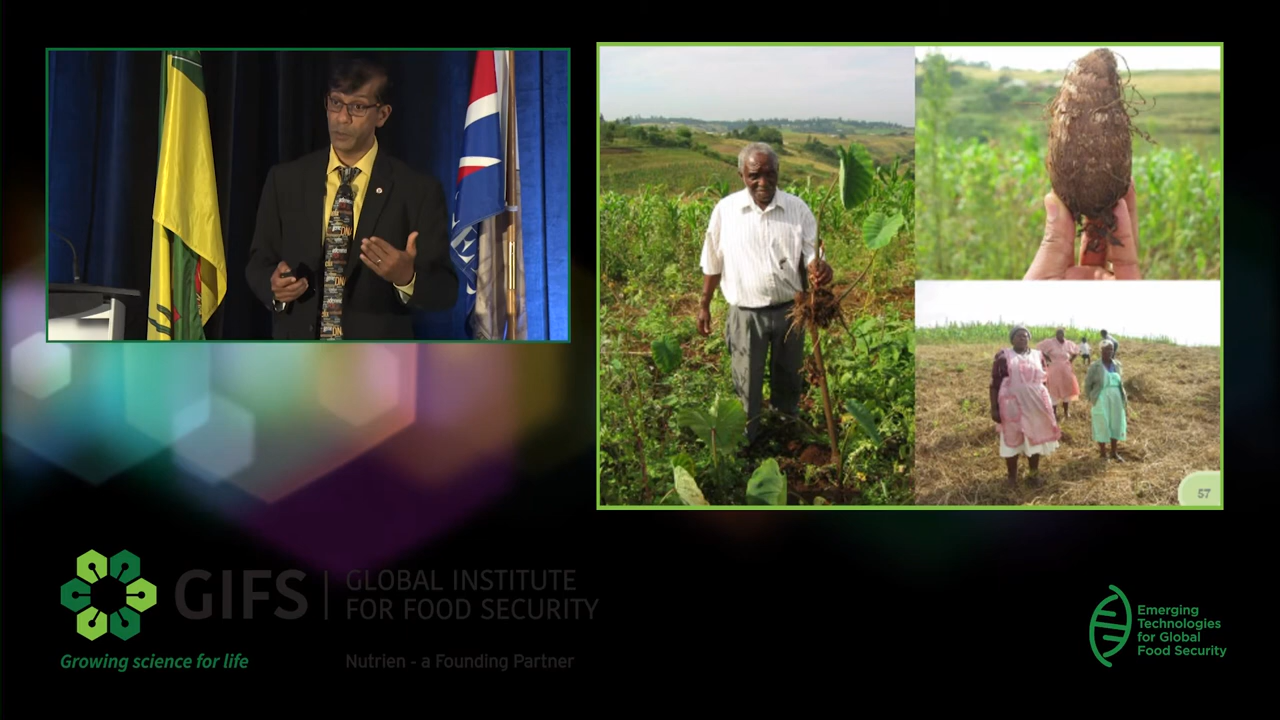 DNA
57
GIFS
GLOBAL INSTITUTE
FOR FOOD SECURITY
Growing science for life
Nutrien - a Founding Partner
Emerging
Technologies
for Global
Food Security